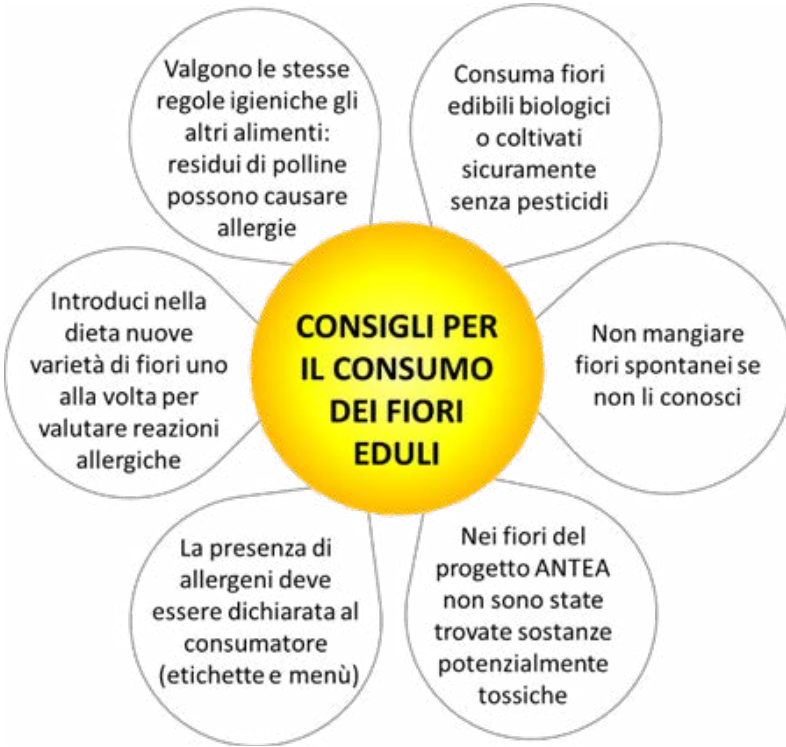 Valgono le stesse
regole igieniche gli
altri alimenti:
residui di polline
possono causare
allergie
Consuma fiori
edibili biologici
o coltivati
sicuramente
senza pesticidi
Introduci nella
dieta nuove
varietà di fiori uno
alla volta per
valutare reazioni
allergiche
CONSIGLI PER
IL CONSUMO
DEI FIORI
EDULI
Non mangiare
fiori spontanei se
non li conosci
La presenza di
allergeni deve
essere dichiarata al
consumatore
(etichette e menù)
Nei fiori del
progetto ANTEA
non sono state
trovate sostanze
potenzialmente
tossiche